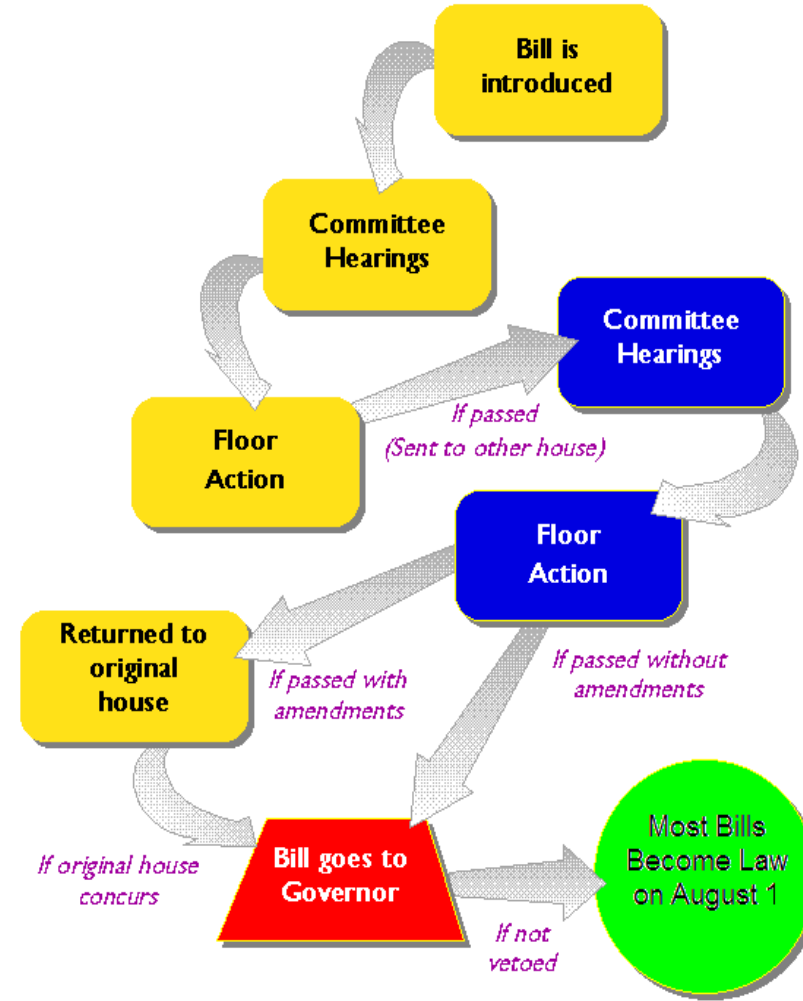 Bill is
introduced
Committee
Hearings
Committee
Hearings
If passed
(Sent to other house)
Floor
Action
Floor
Action
Returned to
original
house
If passed with
amendments
If passed without
amendments
If original house
concurs
Bill goes to
Governor
If not
vetoed
Most Bills
Become Law
on August 1